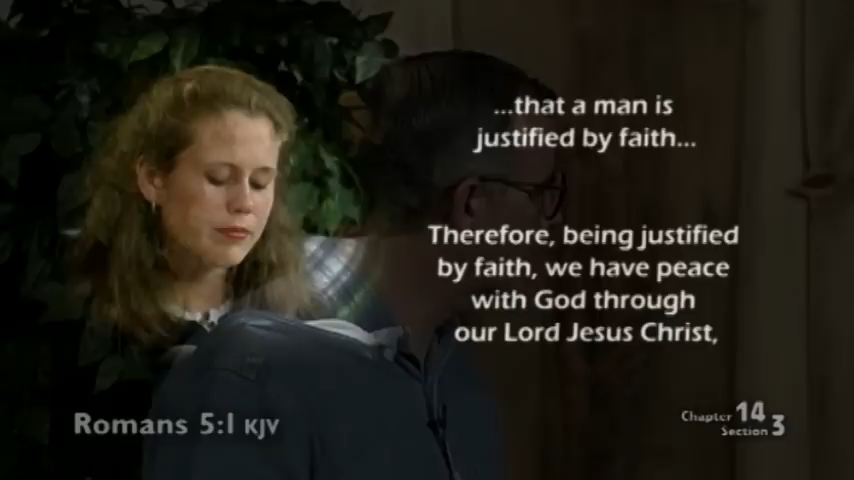 ...that a man is
justified by faith...
Therefore, being justified
by faith, we have peace
with God through
our Lord Jesus Christ,
Romans 5:1 KJV
Chapter 14
Section 3